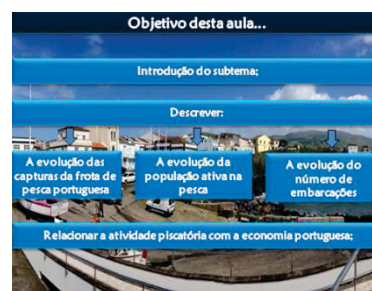 Objetivo desta aula...
Introdução do subtema;
Descrever:
A evolução das
capturas da frota de
pesca portuguesa
A evolução da
população ativa na
pesca
A evolução do
número de
embarcações
Relacionar a atividade piscatória com a economia portuguesa;